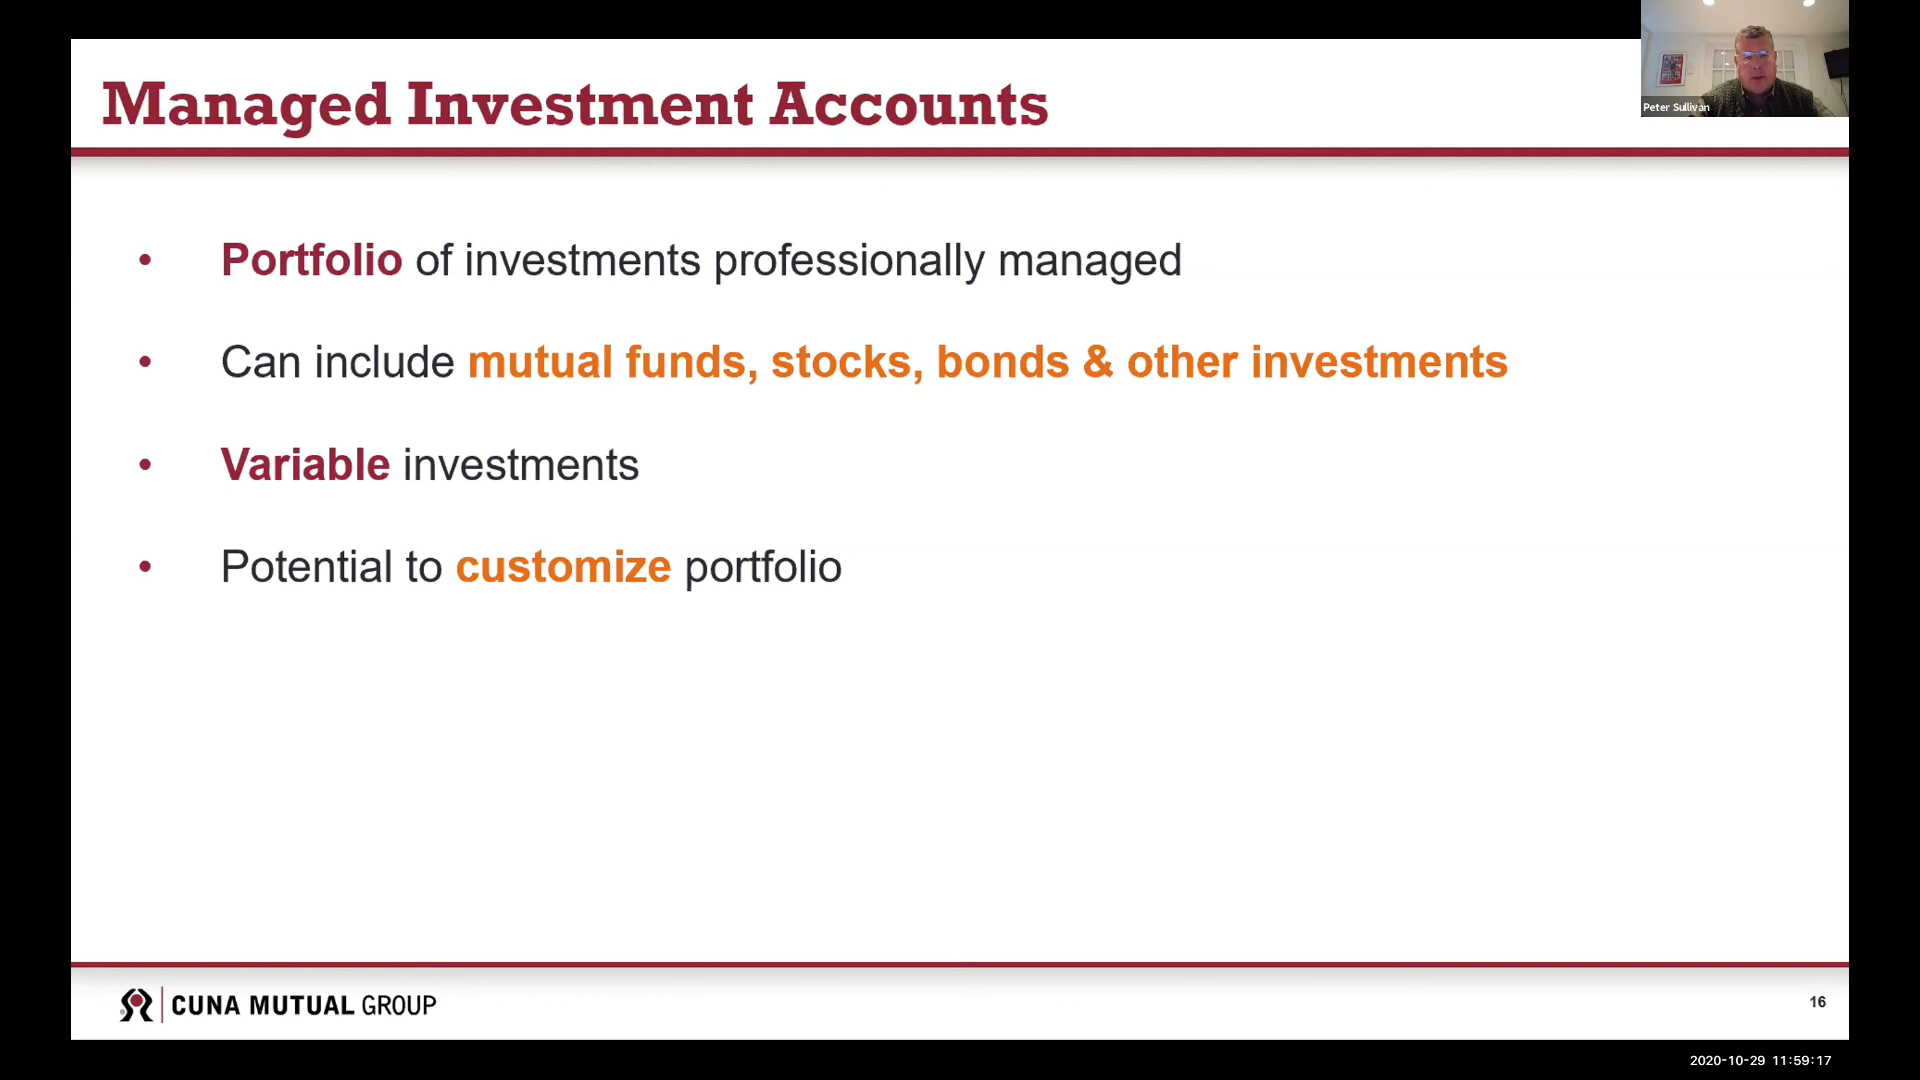 Managed Investment Accounts
Peter Sullivan
• Portfolio of investments professionally managed
• Can include mutual funds, stocks, bonds & other investments
• Variable investments
• Potential to customize portfolio
CUNA MUTUAL GROUP
16
2020-10-29 11:59:17